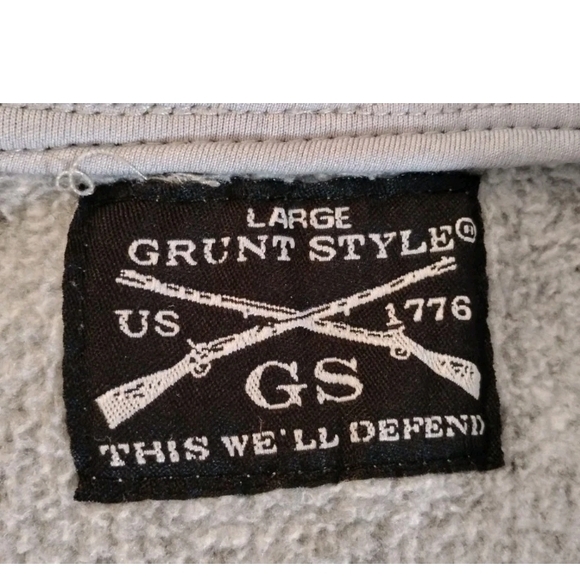 LARGE
GRUNT STYLE®
US 1776
GS
THIS WE'LL DEFEND